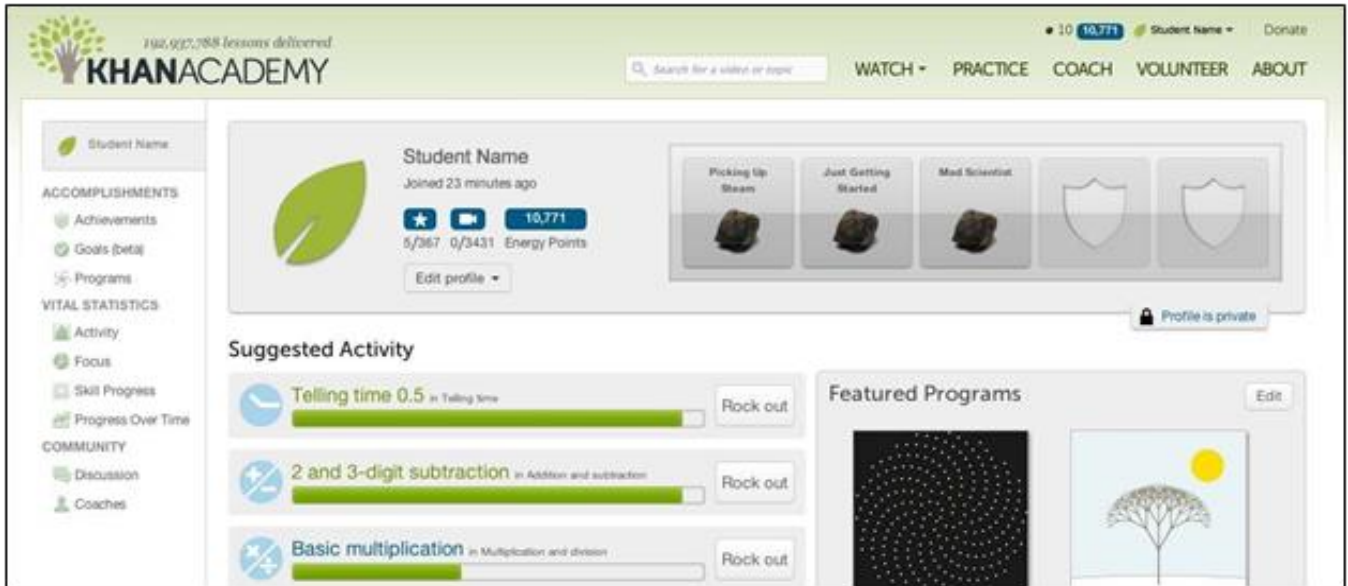 192,937,788 lessons delivered
KHANACADEMY
10 10,771 Student Name Donate
Search for a video or topic
WATCH PRACTICE COACH VOLUNTEER ABOUT
Student Name
ACCOMPLISHMENTS
Achievements
Goals (beta)
Programs
VITAL STATISTICS
Activity
Focus
Skill Progress
Progress Over Time
COMMUNITY
Discussion
Coaches
Student Name
Joined 23 minutes ago
10,771
5/367 0/3431 Energy Points
Edit profile
Picking Up
Steam
Just Getting
Started
Mad Scientist
Profile is private
Suggested Activity
Telling time 0.5 in Telling time
Rock out
2 and 3-digit subtraction in Addition and subtraction
Rock out
Basic multiplication in Multiplication and division
Rock out
Featured Programs
Edit